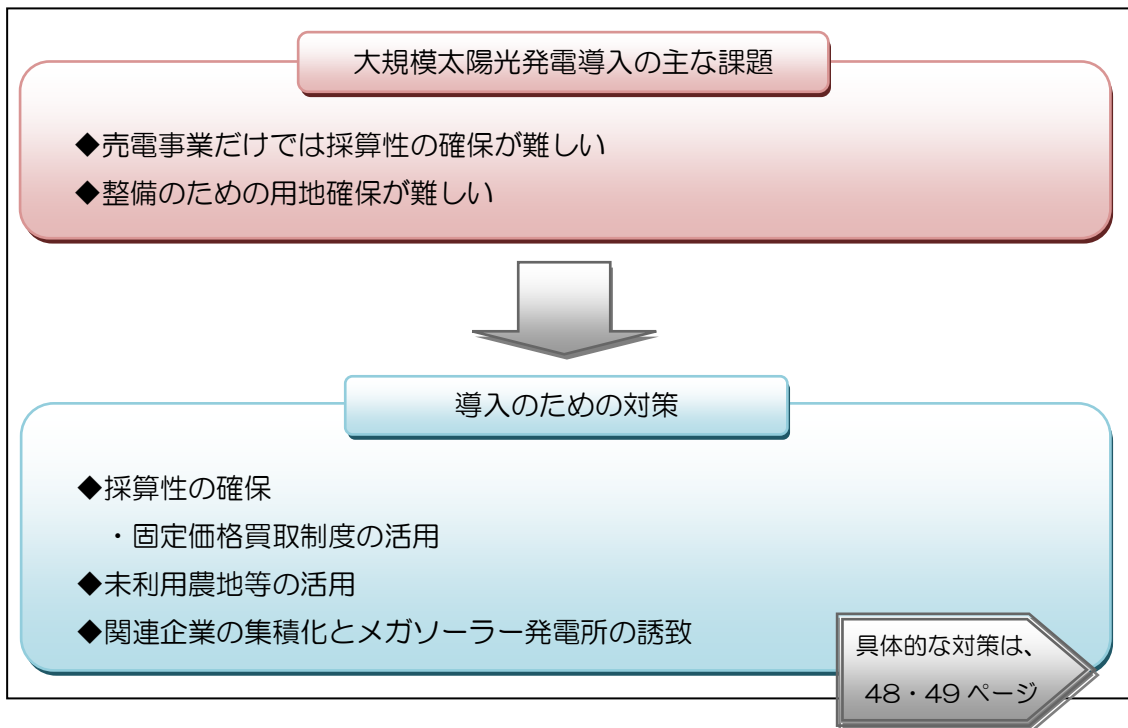 大規模太陽光発電導入の主な課題
◆売電事業だけでは採算性の確保が難しい
◆整備のための用地確保が難しい
導入のための対策
◆採算性の確保
・固定価格買取制度の活用
◆未利用農地等の活用
◆関連企業の集積化とメガソーラー発電所の誘致
具体的な対策は、
48・49 ページ